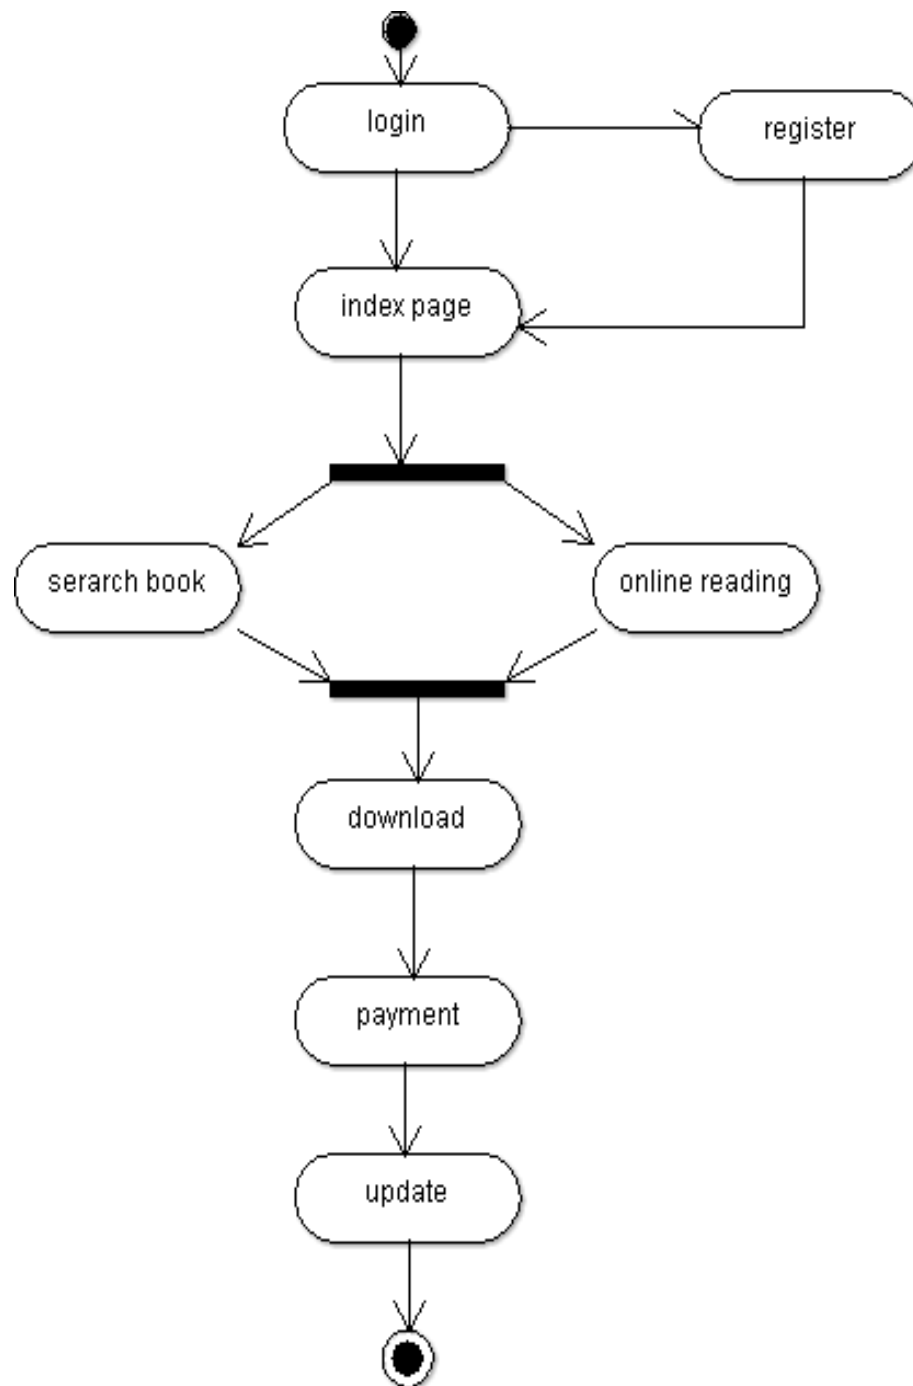 login
register
index page
serarch book
online reading
download
payment
update